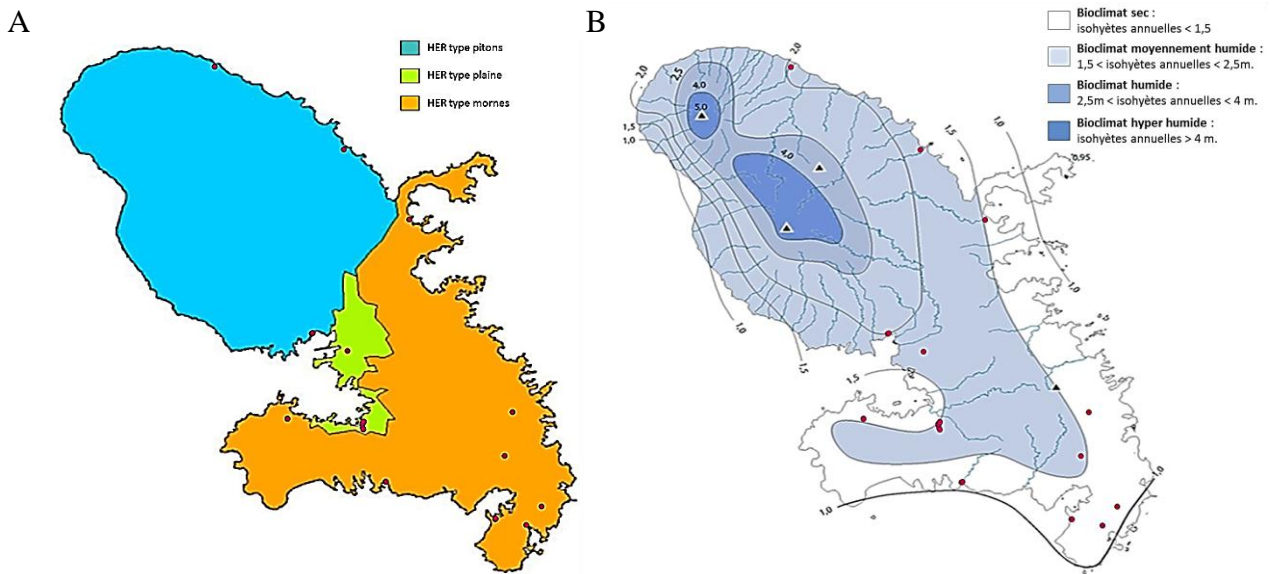 A
HER type pitons
HER type plaine
HER type mornes
B
Bioclimat sec :
isohyètes annuelles < 1,5
Bioclimat moyennement humide :
1,5 < isohyètes annuelles < 2,5m.
Bioclimat humide :
2,5m < isohyètes annuelles < 4 m.
Bioclimat hyper humide :
isohyètes annuelles > 4 m.
2,0
2,5
2,0
4,0
5,0
1,5
1,0
4,0
1,5
1,0
0,95
1,0
1,0
1,5
1,5
1,0
1,0